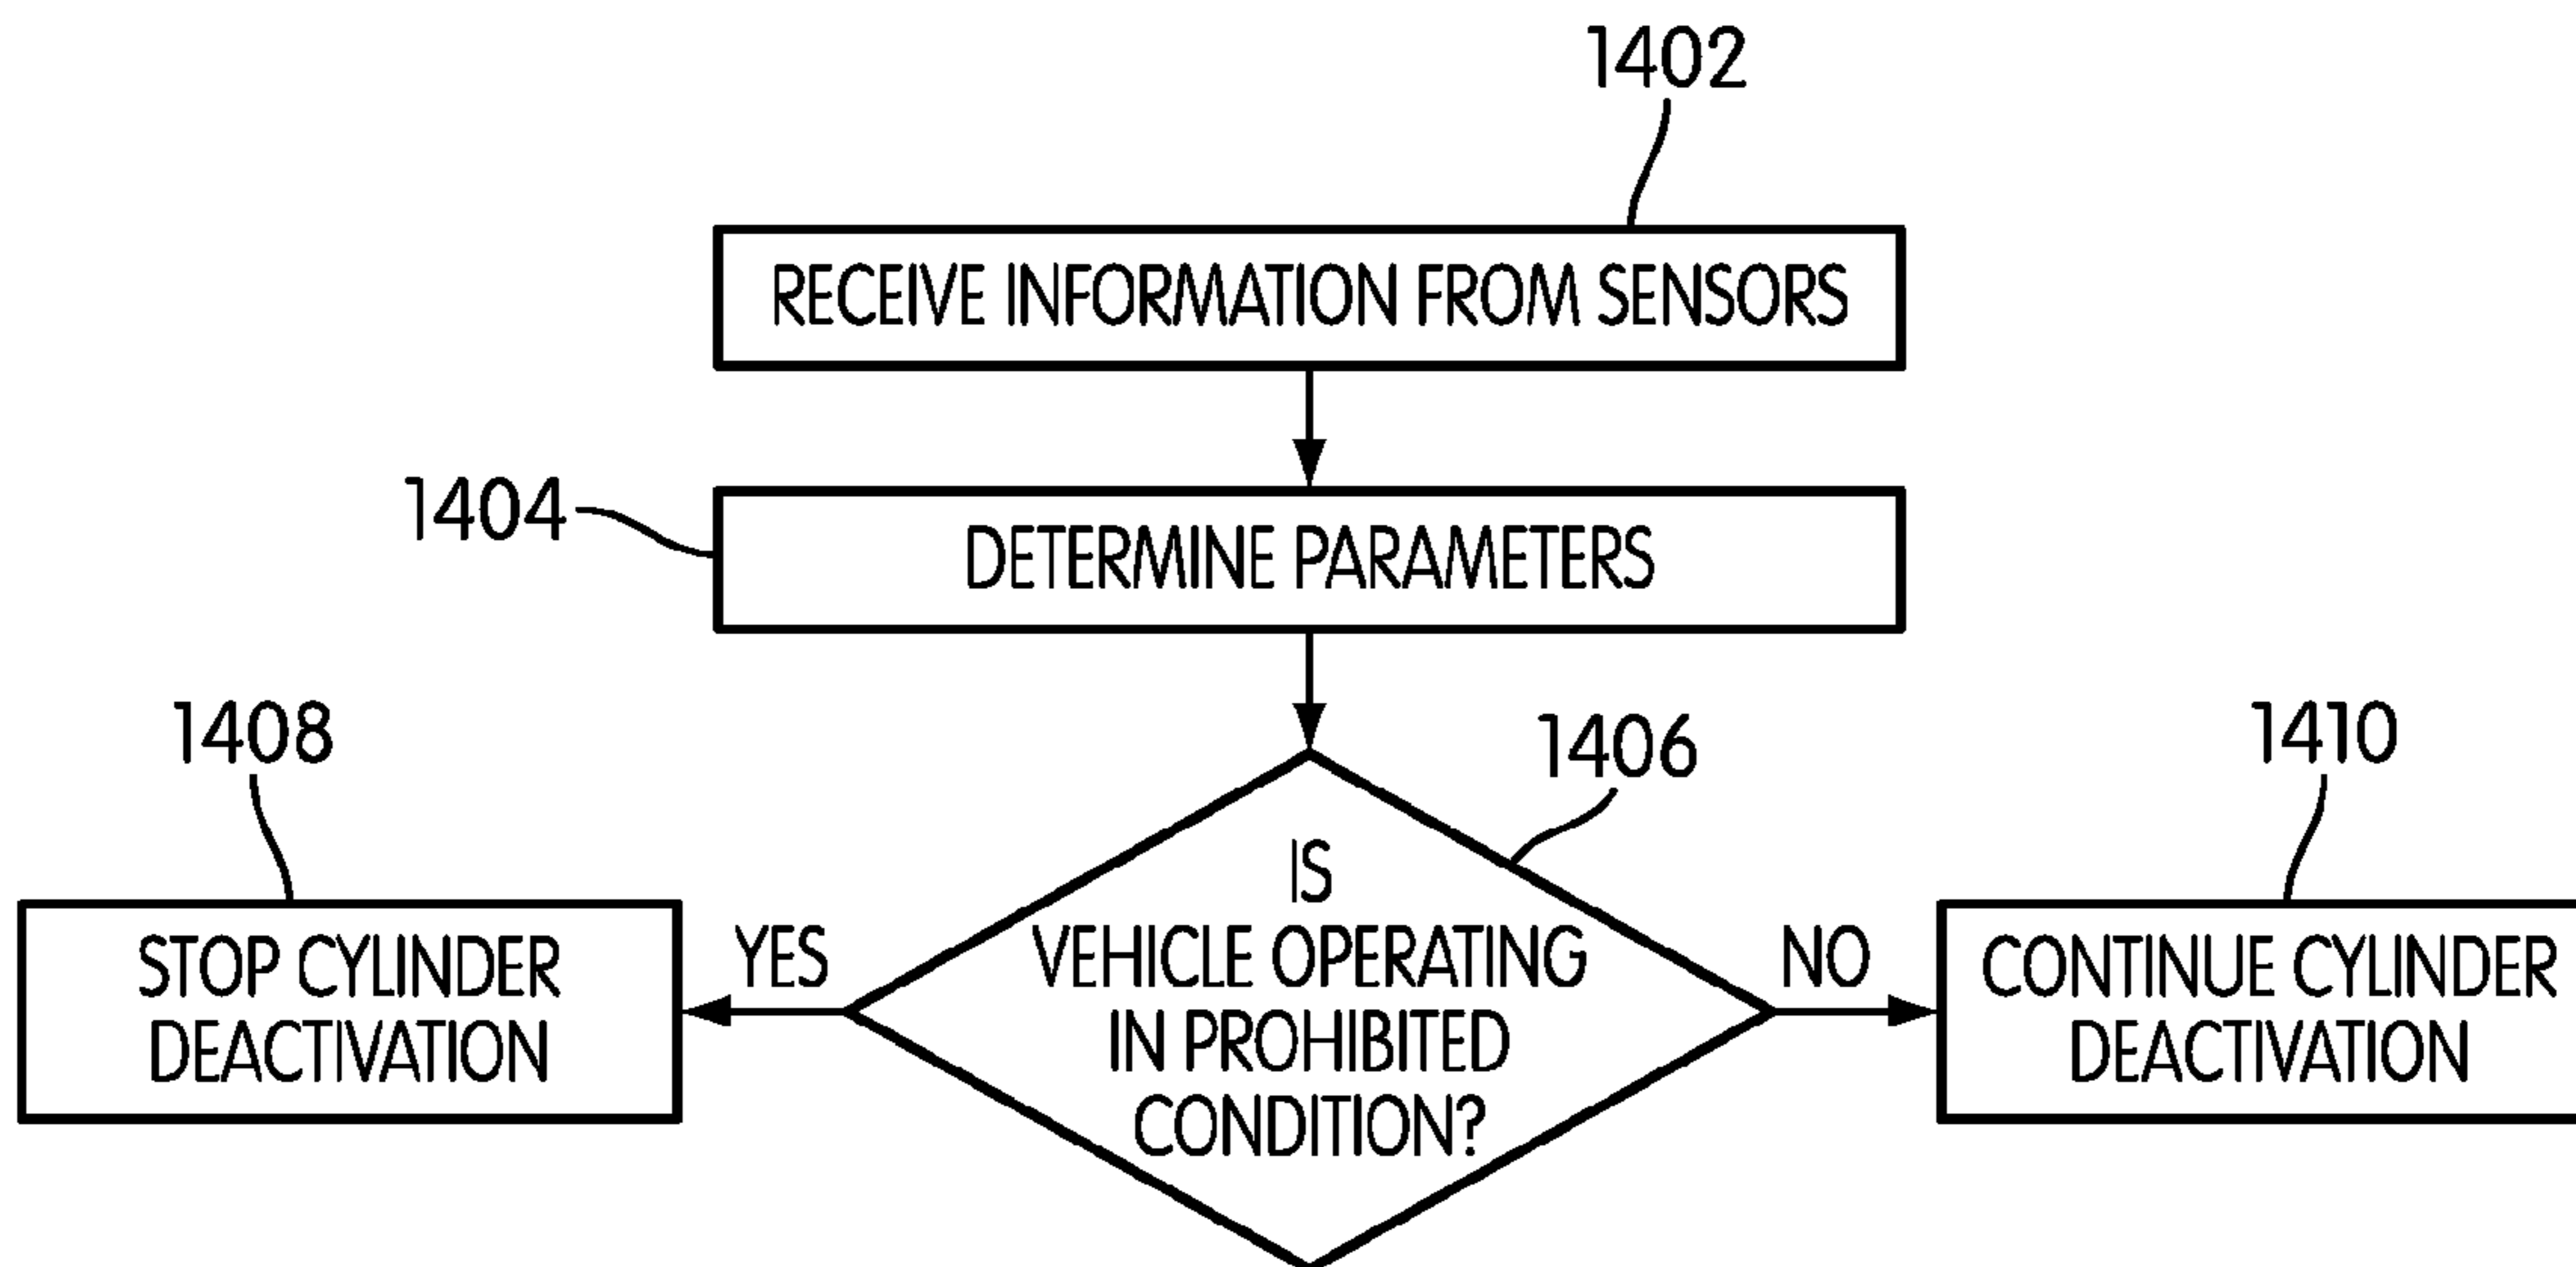 1402
RECEIVE INFORMATION FROM SENSORS
1404
DETERMINE PARAMETERS
1408
1406
1410
IS
VEHICLE OPERATING
IN PROHIBITED
CONDITION?
YES
NO
STOP CYLINDER
DEACTIVATION
CONTINUE CYLINDER
DEACTIVATION